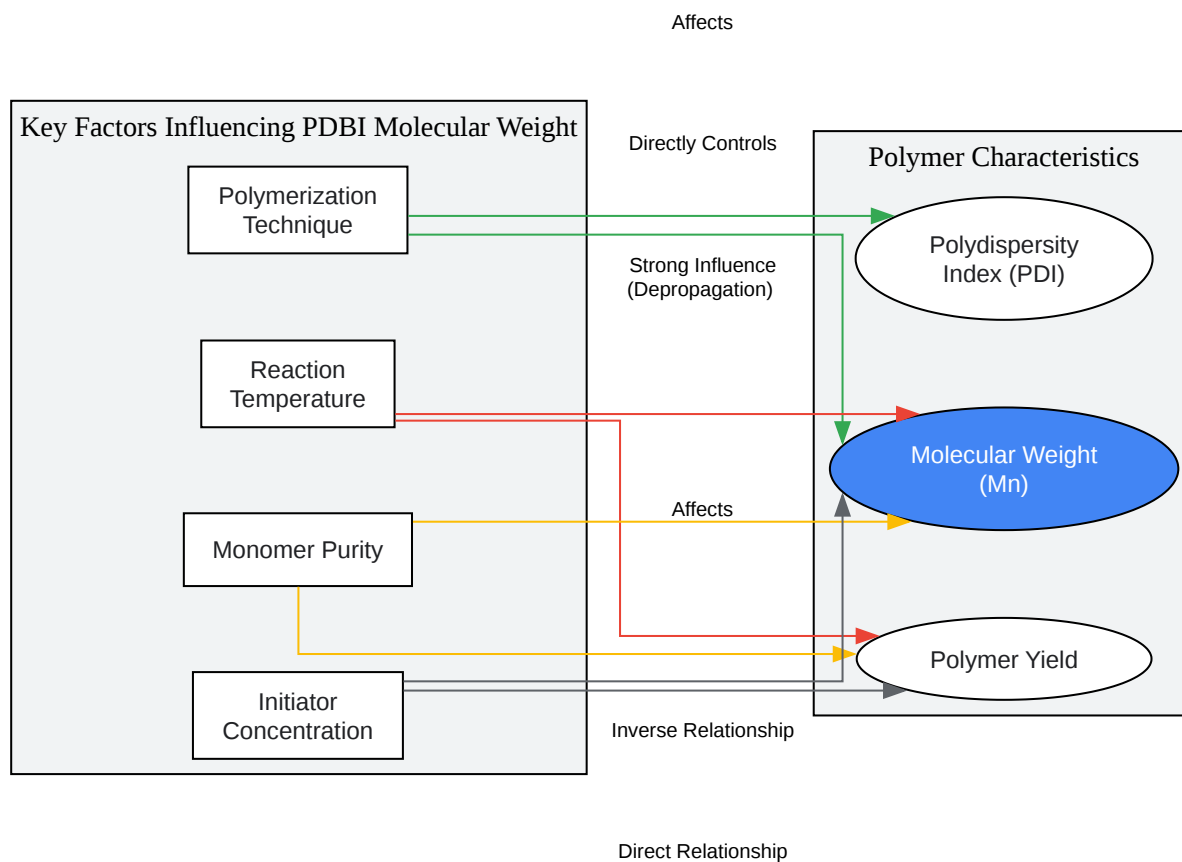 Affects
Key Factors Influencing PDBI Molecular Weight
Polymerization
Technique
Reaction
Temperature
Monomer Purity
Initiator
Concentration
Directly Controls
Strong Influence
(Depropagation)
Affects
Inverse Relationship
Direct Relationship
Polymer Characteristics
Polydispersity
Index (PDI)
Molecular Weight
(Mn)
Polymer Yield